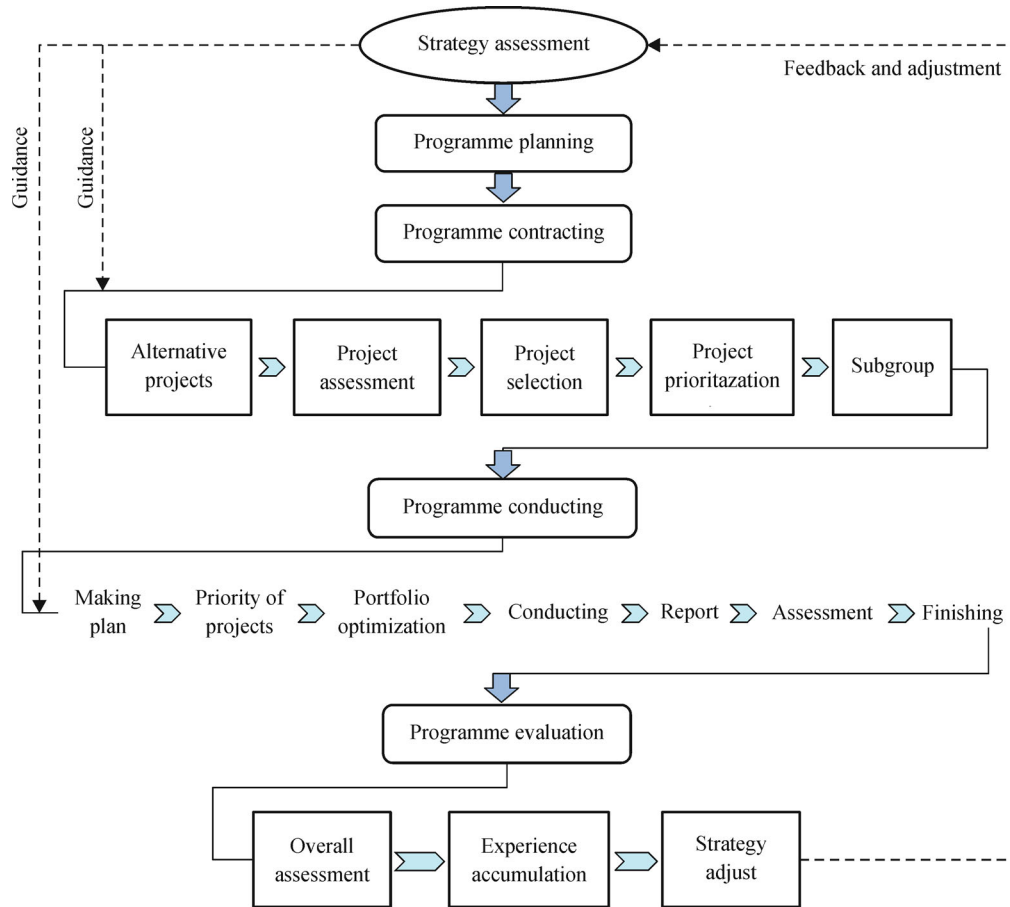 Strategy assessment
Feedback and adjustment
Guidance
Guidance
Programme planning
Programme contracting
Alternative
projects
Project
assessment
Project
selection
Project
prioritazation
Subgroup
Programme conducting
Making
plan
Priority of
projects
Portfolio
optimization
Conducting
Report
Assessment
Finishing
Programme evaluation
Overall
assessment
Experience
accumulation
Strategy
adjust